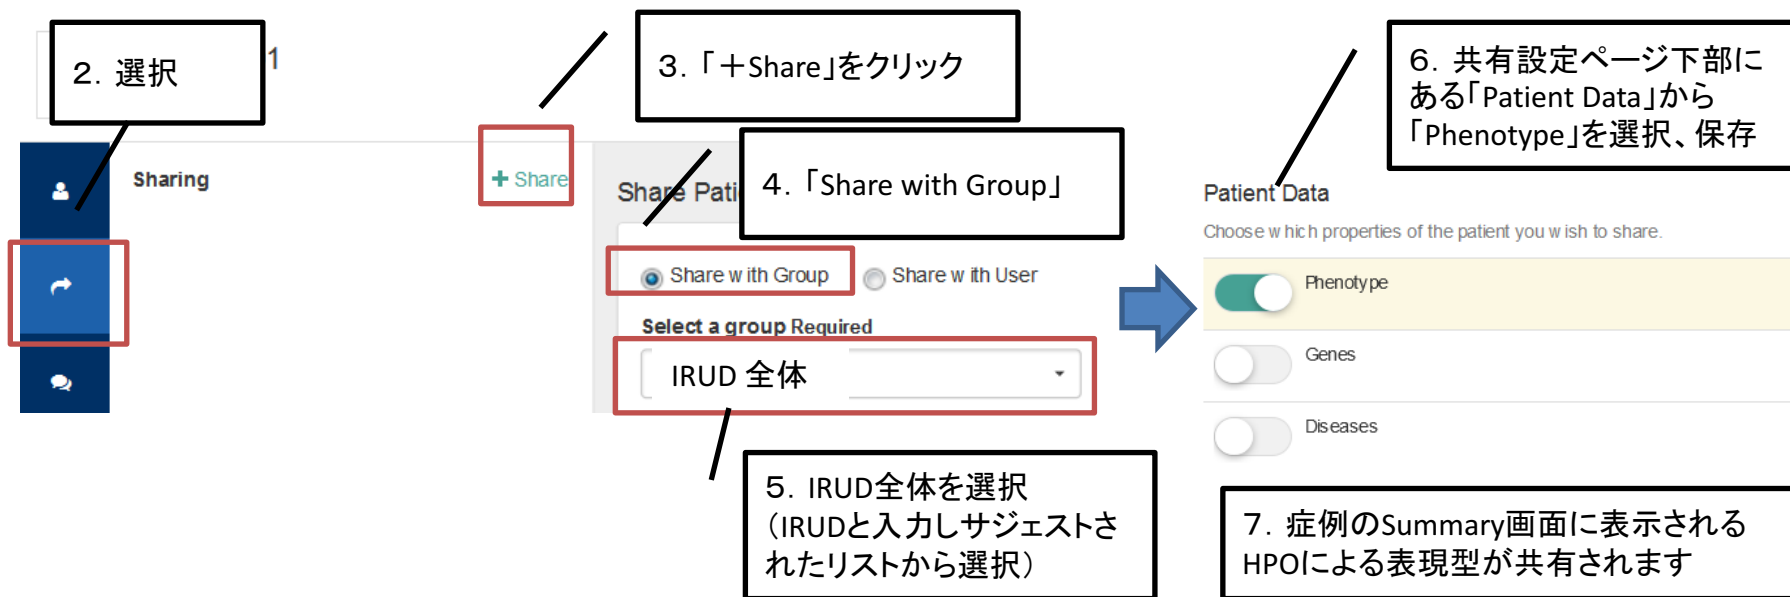 2. 選択
1
3. 「＋Share」をクリック
6. 共有設定ページ下部に
ある「Patient Data」から
「Phenotype」を選択、保存
Sharing
+ Share
Share Pati
4. 「Share with Group」
Share with Group
Share with User
Select a group Required
IRUD 全体
Patient Data
Choose which properties of the patient you wish to share.
Phenotype
Genes
Diseases
5. IRUD全体を選択
（IRUDと入力しサジェストさ
れたリストから選択）
7. 症例のSummary画面に表示される
HPOによる表現型が共有されます